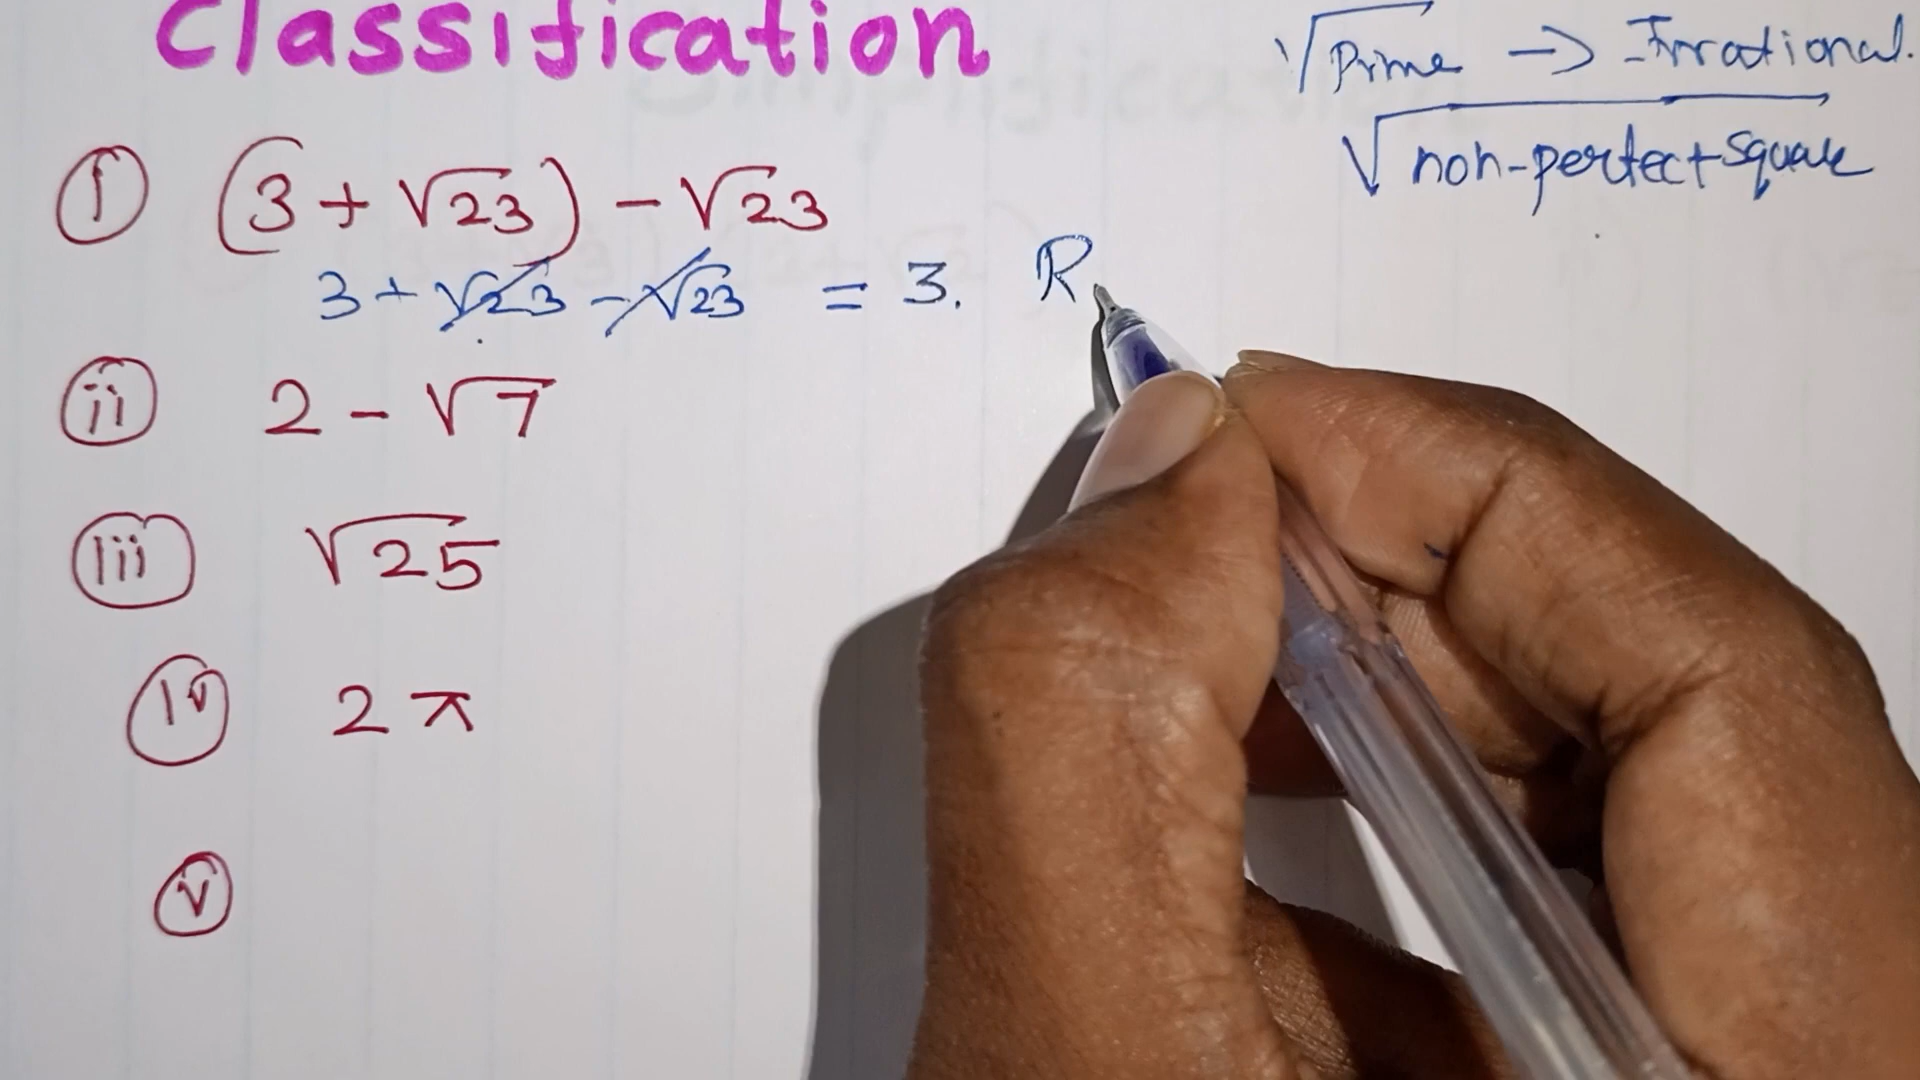 Classification
√Prime → Irrational.
√non-perfect square
(i) (3 + √23) - √23
3 + √23 - √23 = 3. R
(ii) 2 - √7
(iii) √25
(iv) 2π
(v)